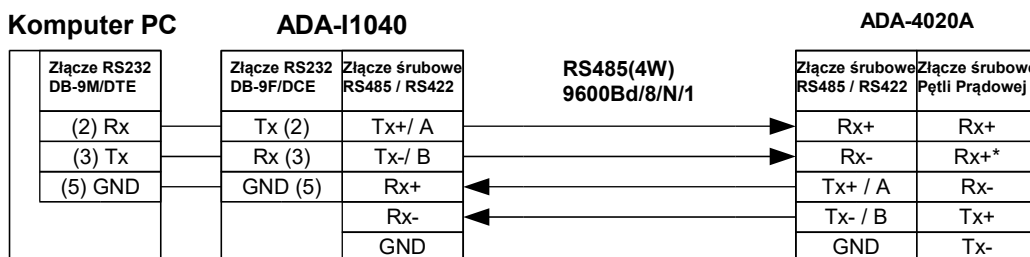 Komputer PC
ADA-I1040
ADA-4020A
Złącze RS232
DB-9M/DTE
Złącze RS232
DB-9F/DCE
Złącze śrubowe
RS485 / RS422
RS485(4W)
9600Bd/8/N/1
Złącze śrubowe
RS485 / RS422
Złącze śrubowe
Pętli Prądowej
(2) Rx
Tx (2)
Tx+/ A
Rx+
Rx+
(3) Tx
Rx (3)
Tx-/ B
Rx-
Rx+*
(5) GND
GND (5)
Rx+
Tx+ / A
Rx-
Rx-
Tx- / B
Tx+
GND
GND
Tx-